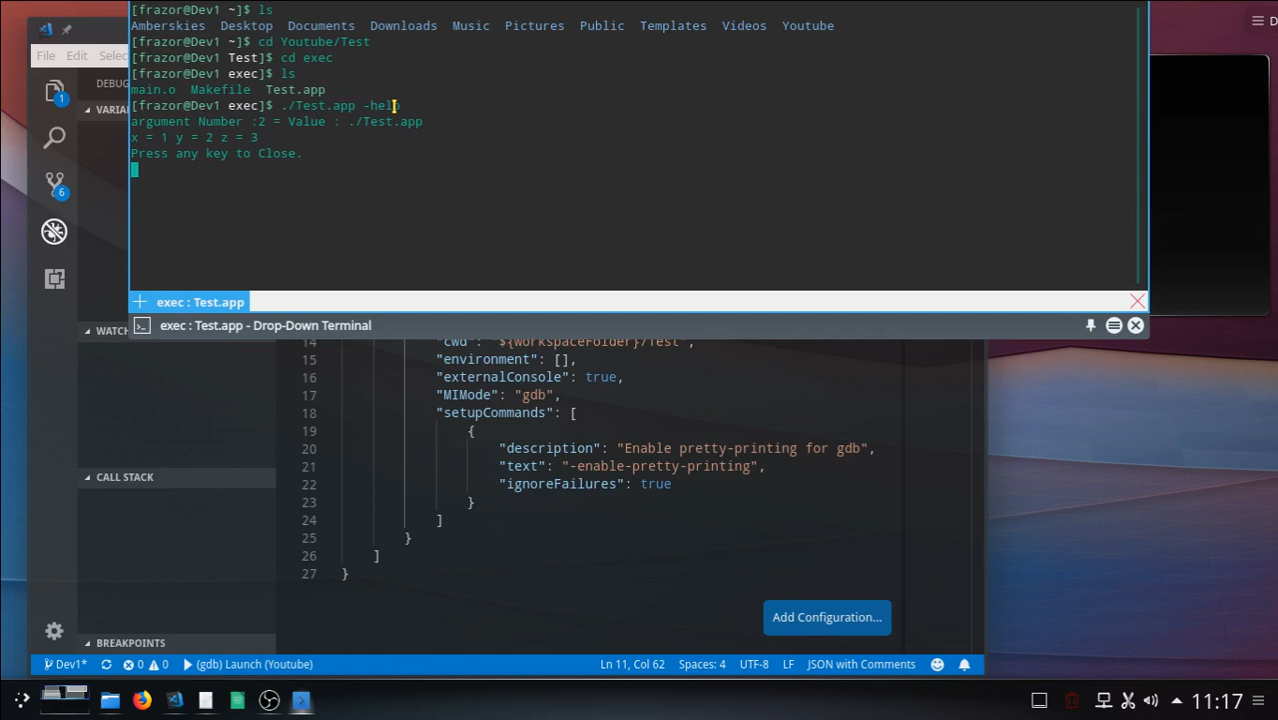 [frazor@Dev1 ~]$ ls
Amberskies Desktop Documents Downloads Music Pictures Public Templates Videos Youtube
[frazor@Dev1 ~]$ cd Youtube/Test
[frazor@Dev1 Test]$ cd exec
[frazor@Dev1 exec]$ ls
main.o Makefile Test.app
[frazor@Dev1 exec]$ ./Test.app -help
argument Number :2 = Value : ./Test.app
x = 1 y = 2 z = 3
Press any key to Close.
exec : Test.app
exec : Test.app - Drop-Down Terminal
File Edit Selec
DEBUG
VARIA
WATCH
CALL STACK
BREAKPOINTS
1
6
14 "cwd": "${workspaceFolder}/Test",
15 "environment": [],
16 "externalConsole": true,
17 "MIMode": "gdb",
18 "setupCommands": [
19 {
20 "description": "Enable pretty-printing for gdb",
21 "text": "-enable-pretty-printing",
22 "ignoreFailures": true
23 }
24 ]
25 }
26 ]
27 }
Add Configuration...
Dev1* 0 0 (gdb) Launch (Youtube) Ln 11, Col 62 Spaces: 4 UTF-8 LF JSON with Comments
11:17